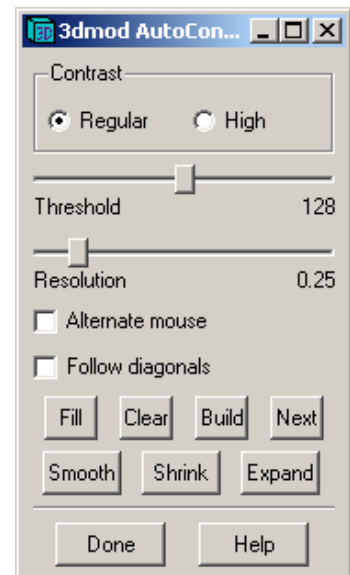 3dmod AutoCon...
Contrast
Regular High
Threshold 128
Resolution 0.25
Alternate mouse
Follow diagonals
Fill Clear Build Next
Smooth Shrink Expand
Done Help